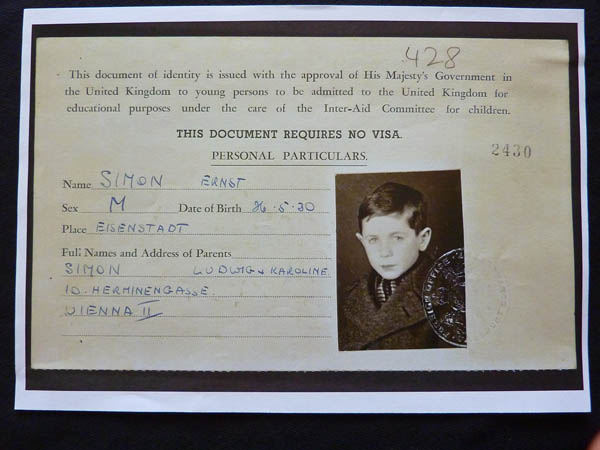 428
This document of identity is issued with the approval of His Majesty's Government in
the United Kingdom to young persons to be admitted to the United Kingdom for
educational purposes under the care of the Inter-Aid Committee for children.
THIS DOCUMENT REQUIRES NO VISA.
PERSONAL PARTICULARS.
2430
Name SIMON ERNST
Sex M Date of Birth 26.5.30
Place EISENSTADT
Full Names and Address of Parents
SIMON LUDWIG + KAROLINE
10. HERMINENGASSE
VIENNA II
FOREIGN OFFICE